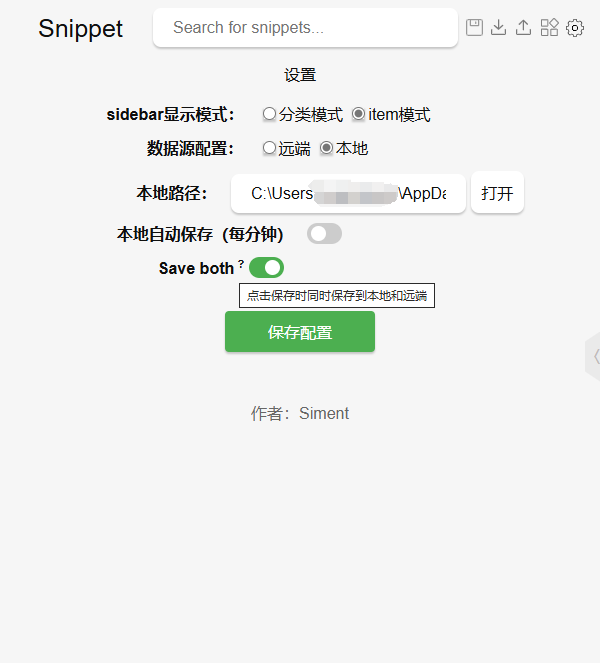 Snippet Search for snippets...
设置
sidebar显示模式： 分类模式 item模式
数据源配置： 远端 本地
本地路径： C:\Users \AppDa 打开
本地自动保存（每分钟）
Save both ?
点击保存时同时保存到本地和远端
保存配置
作者：Siment